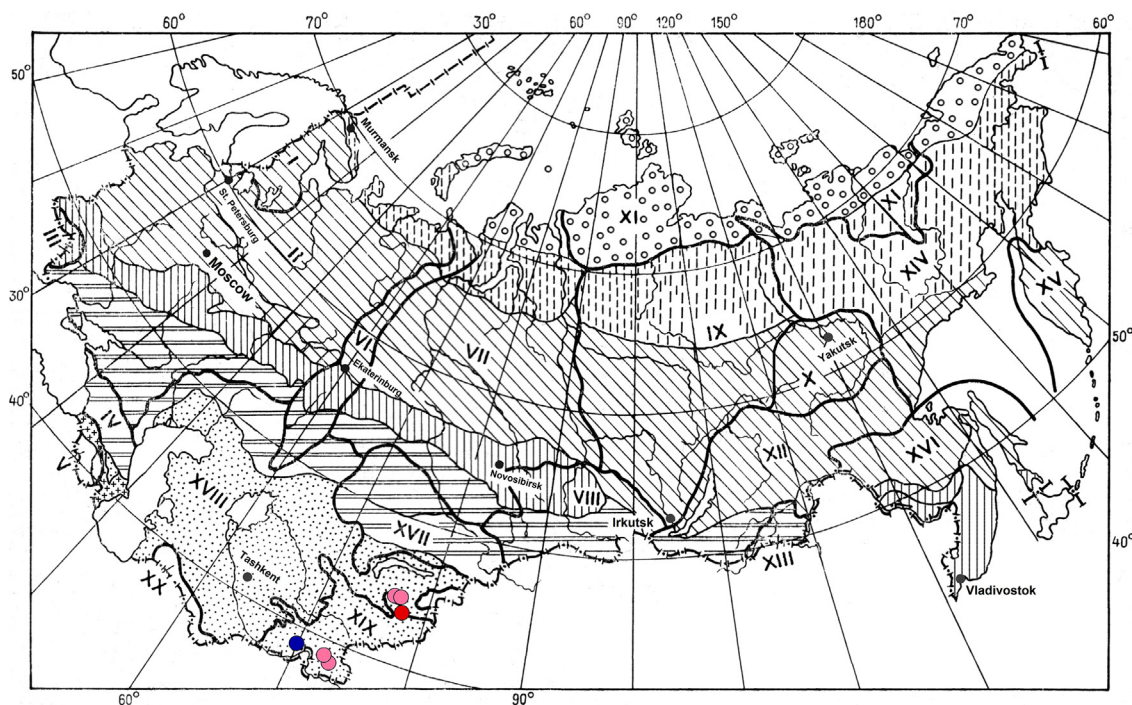 60° 70° 30° 60° 90° 120° 150° 180° 70° 60°
50°
Murmansk
I
St. Petersburg
XI
XI
III
II
Moscow
XIV
XV
30°
IX
VI
VII
Yakutsk
50°
Ekaterinburg
X
40°
IV
V
XII
XVI
Novosibirsk
VIII
XVIII
Irkutsk
XVII
40°
XIII
Tashkent
XX
Vladivostok
XIX
60° 90°